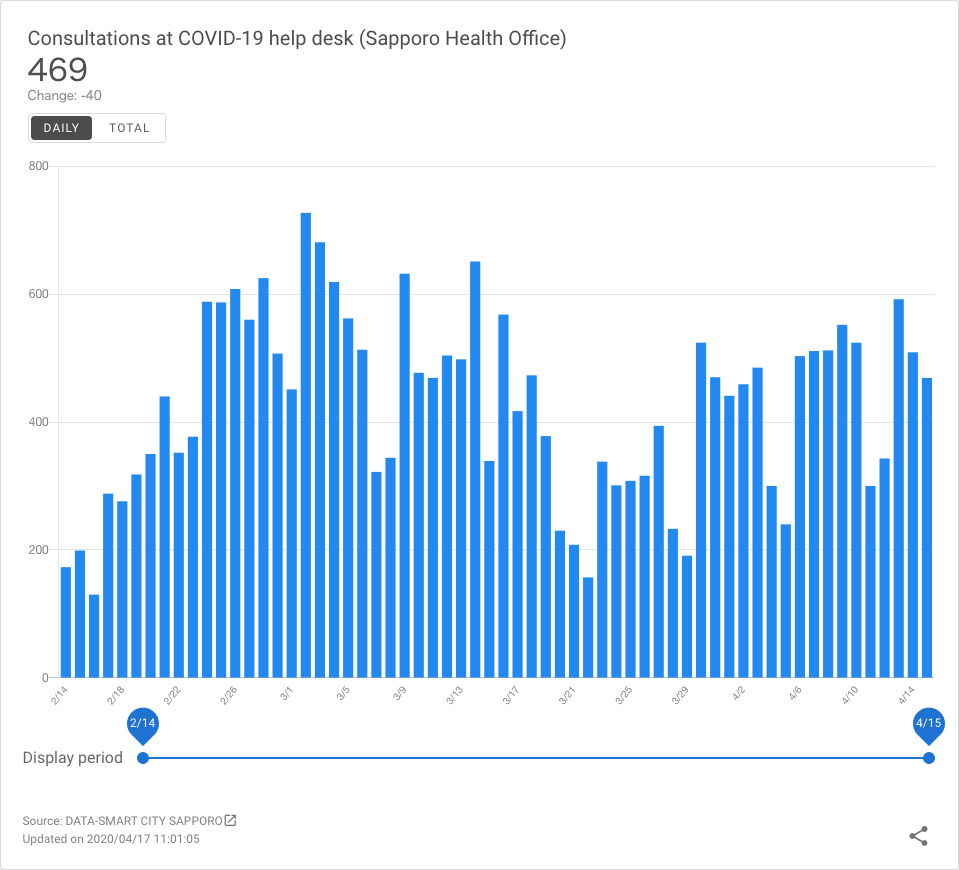 Consultations at COVID-19 help desk (Sapporo Health Office)
469
Change: -40
DAILY TOTAL
800
600
400
200
0
2/14 2/18 2/22 2/26 3/1 3/5 3/9 3/13 3/17 3/21 3/25 3/29 4/2 4/6 4/10 4/14
2/14 4/15
Display period
Source: DATA-SMART CITY SAPPORO
Updated on 2020/04/17 11:01:05